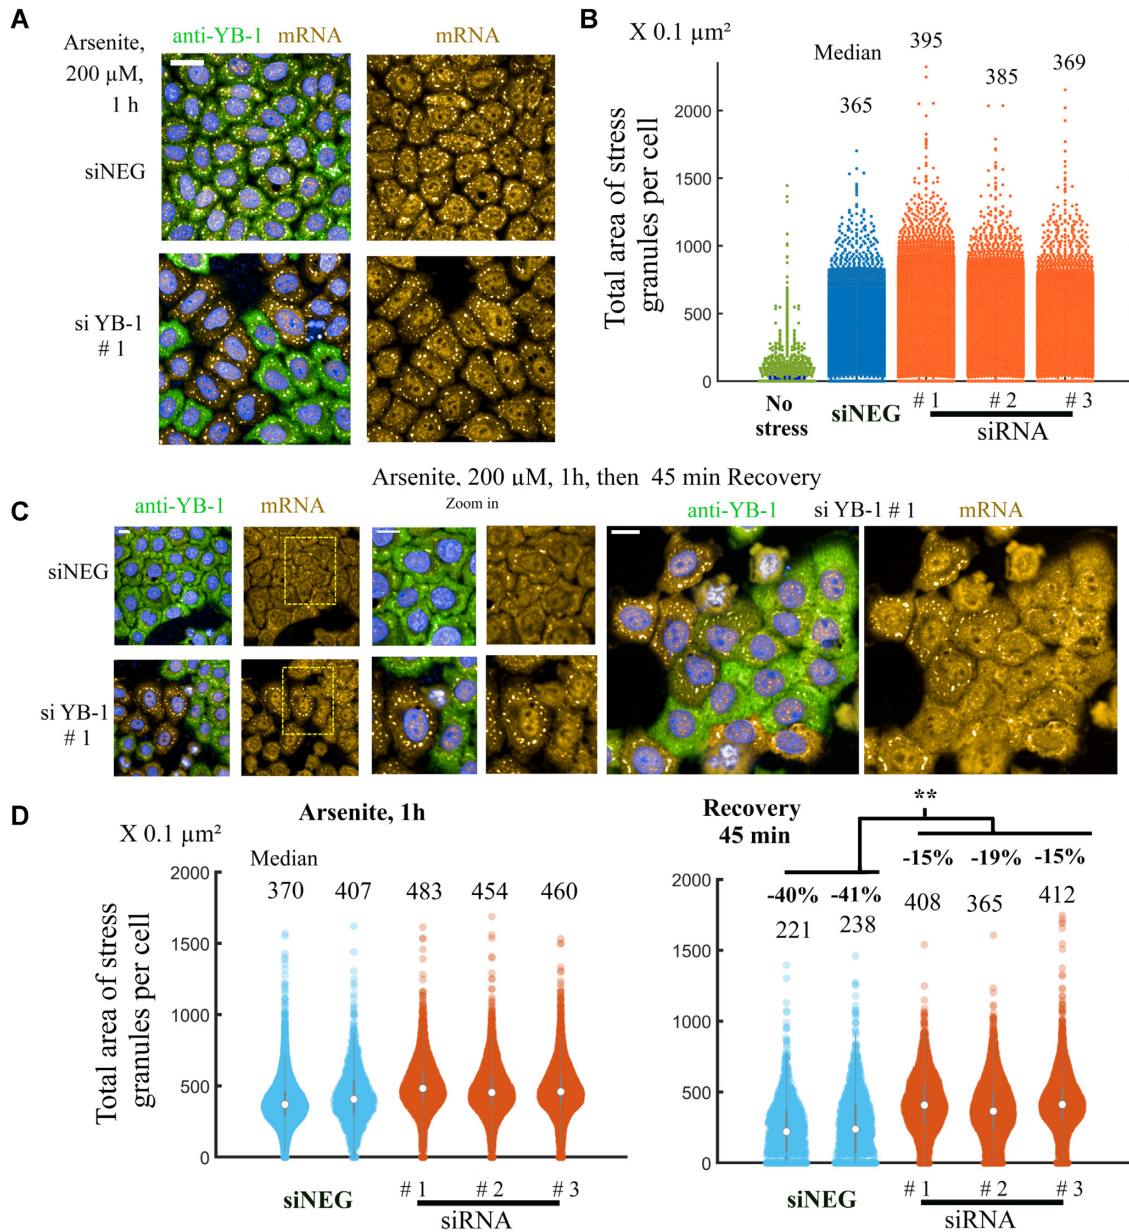 A
Arsenite,
200 µM,
1 h
anti-YB-1 mRNA
mRNA
siNEG
si YB-1
# 1
B
X 0.1 µm²
Total area of stress
granules per cell
Median
365
395
385
369
2000
1500
1000
500
0
No
stress
siNEG
# 1 # 2 # 3
siRNA
Arsenite, 200 µM, 1h, then 45 min Recovery
C
anti-YB-1 mRNA
Zoom in
anti-YB-1 si YB-1 # 1 mRNA
siNEG
si YB-1
# 1
D
X 0.1 µm²
Arsenite, 1h
Total area of stress
granules per cell
Median
370 407 483 454 460
2000
1500
1000
500
0
siNEG
# 1 # 2 # 3
siRNA
Recovery
45 min
**
-40% -41% -15% -19% -15%
221 238 408 365 412
2000
1500
1000
500
0
siNEG
# 1 # 2 # 3
siRNA